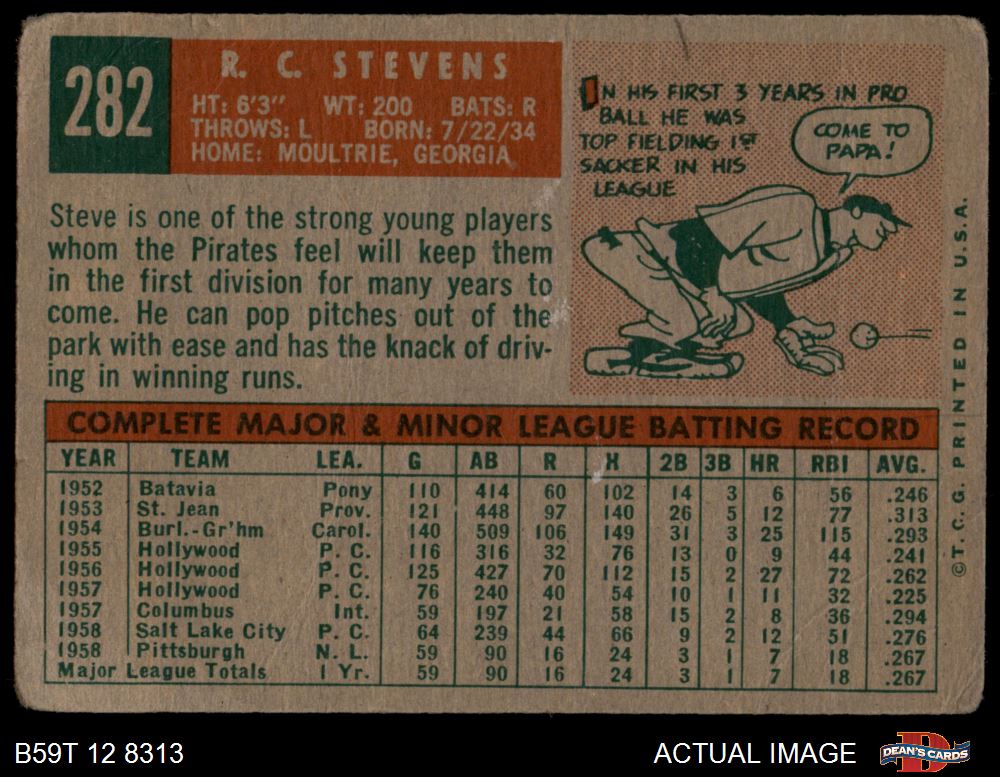 282
R. C. STEVENS
HT: 6'3" WT: 200 BATS: R
THROWS: L BORN: 7/22/34
HOME: MOULTRIE, GEORGIA
Steve is one of the strong young players
whom the Pirates feel will keep them
in the first division for many years to
come. He can pop pitches out of the
park with ease and has the knack of driv-
ing in winning runs.
IN HIS FIRST 3 YEARS IN PRO
BALL HE WAS
TOP FIELDING 1ST
SACKER IN HIS
LEAGUE
COME TO
PAPA!
COMPLETE MAJOR & MINOR LEAGUE BATTING RECORD
YEAR TEAM LEA. G AB R H 2B 3B HR RBI AVG.
1952 Batavia Pony 110 414 60 102 14 3 6 56 .246
1953 St. Jean Prov. 121 448 97 140 26 5 12 77 .313
1954 Burl.-Gr'hm Carol. 140 509 106 149 31 3 25 115 .293
1955 Hollywood P. C. 116 316 32 76 13 0 9 44 .241
1956 Hollywood P. C. 125 427 70 112 15 2 27 72 .262
1957 Hollywood P. C. 76 240 40 54 10 1 11 32 .225
1957 Columbus Int. 59 197 21 58 15 2 8 36 .294
1958 Salt Lake City P. C. 64 239 44 66 9 2 12 51 .276
1958 Pittsburgh N. L. 59 90 16 24 3 1 7 18 .267
Major League Totals 1 Yr. 59 90 16 24 3 1 7 18 .267
©T. C. G. PRINTED IN U.S.A.
B59T 12 8313
ACTUAL IMAGE
DEAN'S CARDS